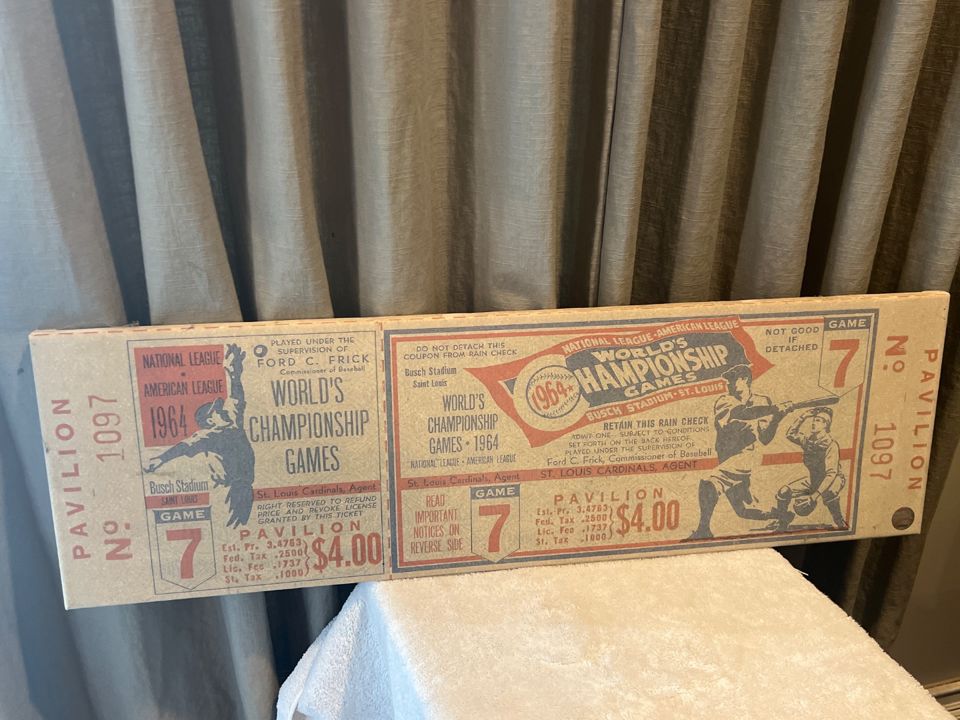 PAVILION
No. 1097
NATIONAL LEAGUE
AMERICAN LEAGUE
1964
Busch Stadium
SAINT LOUIS
GAME
7
PLAYED UNDER THE
SUPERVISION OF
FORD C. FRICK
Commissioner of Baseball
WORLD'S
CHAMPIONSHIP
GAMES
St. Louis Cardinals, Agent
RIGHT RESERVED TO REFUND
PRICE AND REVOKE LICENSE
GRANTED BY THIS TICKET
PAVILION
Est. Pr. 3.4763
Fed. Tax .2500
Lic. Fee .1737
St. Tax .1000
$4.00
DO NOT DETACH THIS
COUPON FROM RAIN CHECK
Busch Stadium
Saint Louis
WORLD'S
CHAMPIONSHIP
GAMES • 1964
NATIONAL LEAGUE • AMERICAN LEAGUE
St. Louis Cardinals, Agent
READ
IMPORTANT
NOTICES ON
REVERSE SIDE
GAME
7
NATIONAL LEAGUE • AMERICAN LEAGUE
1964
WORLD'S
CHAMPIONSHIP
GAMES
BUSCH STADIUM • ST. LOUIS
RETAIN THIS RAIN CHECK
ADMIT ONE SUBJECT TO CONDITIONS
SET FORTH ON THE BACK HEREOF
PLAYED UNDER THE SUPERVISION OF
Ford C. Frick, Commissioner of Baseball
ST. LOUIS CARDINALS, AGENT
PAVILION
Est. Pr. 3.4763
Fed. Tax .2500
Lic. Fee .1737
St. Tax .1000
$4.00
NOT GOOD
IF
DETACHED
GAME
7
No. 1097
PAVILION